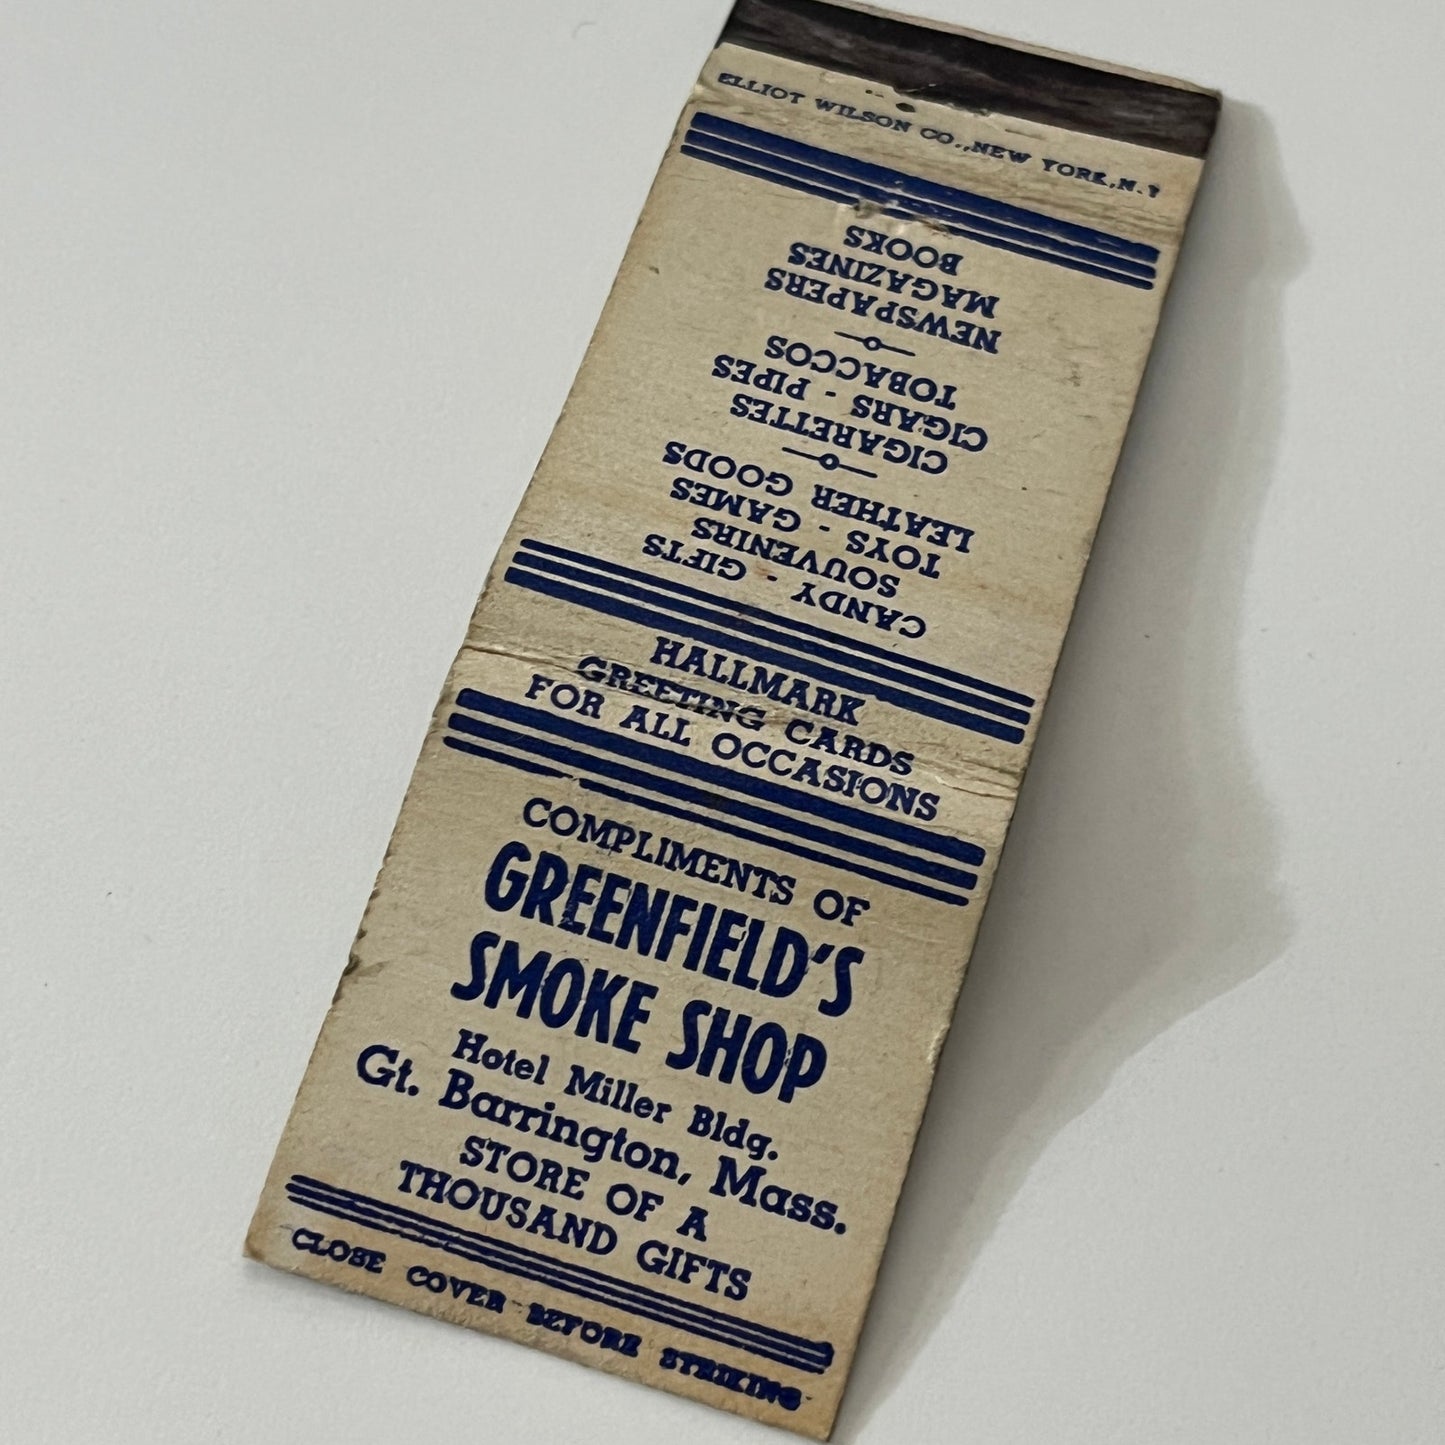 ELLIOT WILSON CO., NEW YORK, N.Y
CANDY - GIFTS
SOUVENIRS
TOYS - GAMES
LEATHER GOODS
CIGARETTES
CIGARS - PIPES
TOBACCOS
NEWSPAPERS
MAGAZINES
BOOKS
HALLMARK
GREETING CARDS
FOR ALL OCCASIONS
COMPLIMENTS OF
GREENFIELD'S
SMOKE SHOP
Hotel Miller Bldg.
Gt. Barrington, Mass.
STORE OF A
THOUSAND GIFTS
CLOSE COVER BEFORE STRIKING